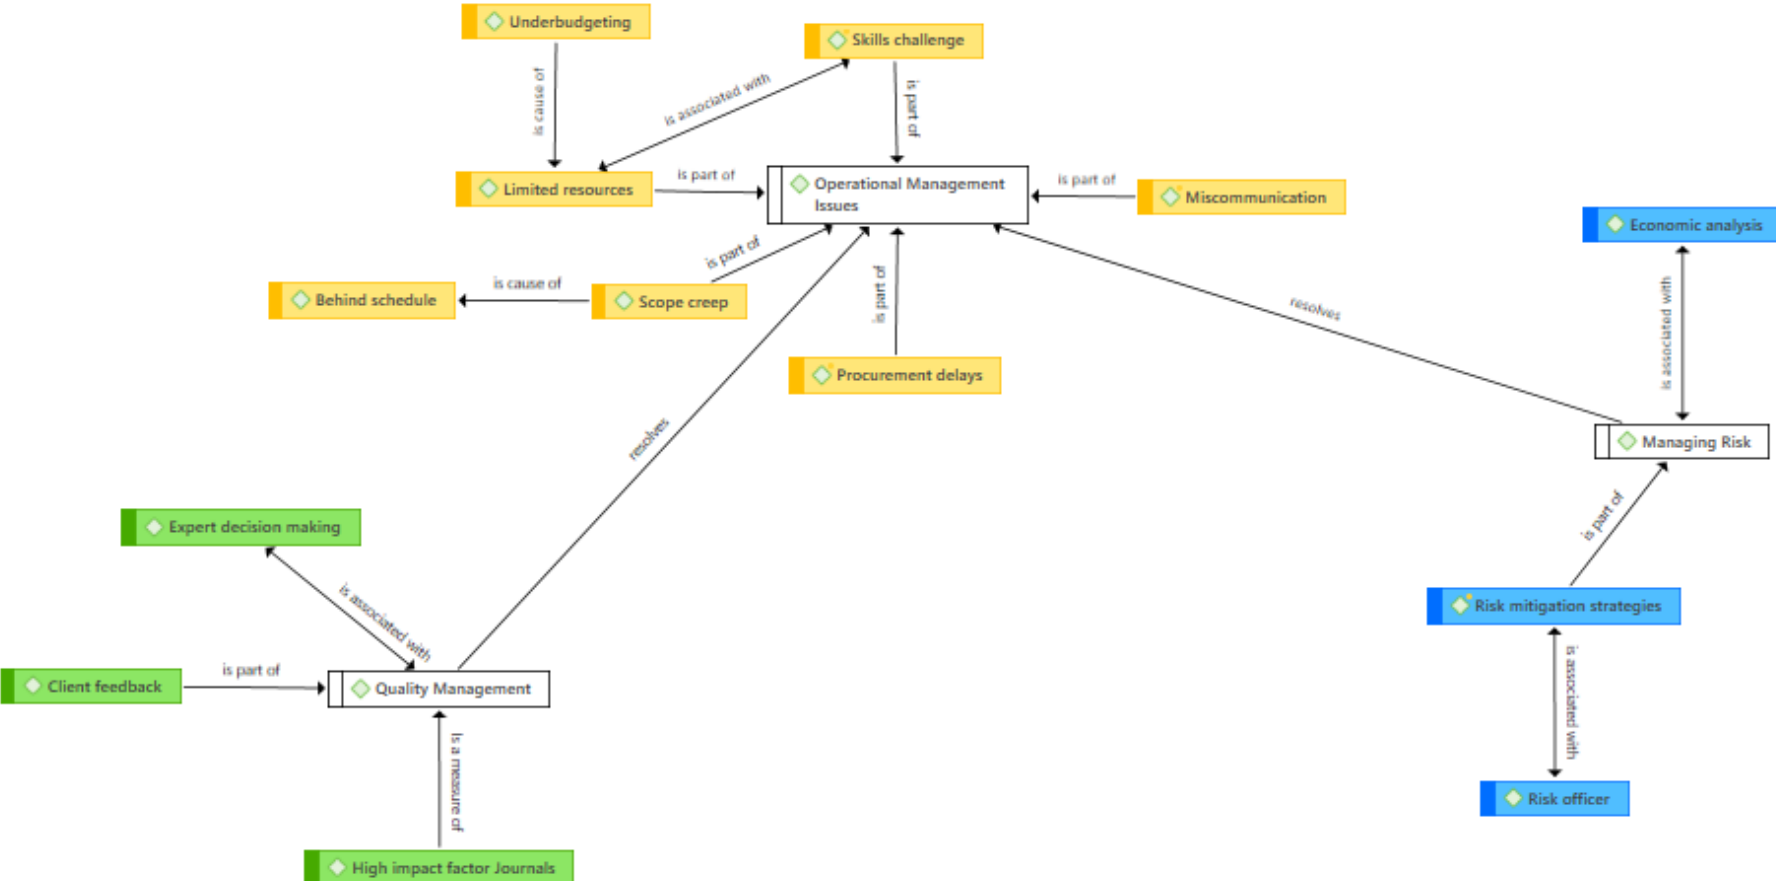 Underbudgeting
Skills challenge
is cause of
is associated with
is part of
Limited resources
is part of
Operational Management
Issues
is part of
Miscommunication
Economic analysis
is part of
Behind schedule
is cause of
Scope creep
is part of
resolves
is associated with
Procurement delays
resolves
Managing Risk
is part of
Expert decision making
is associated with
Risk mitigation strategies
Client feedback
is part of
Quality Management
is associated with
is a measure of
Risk officer
High impact factor Journals